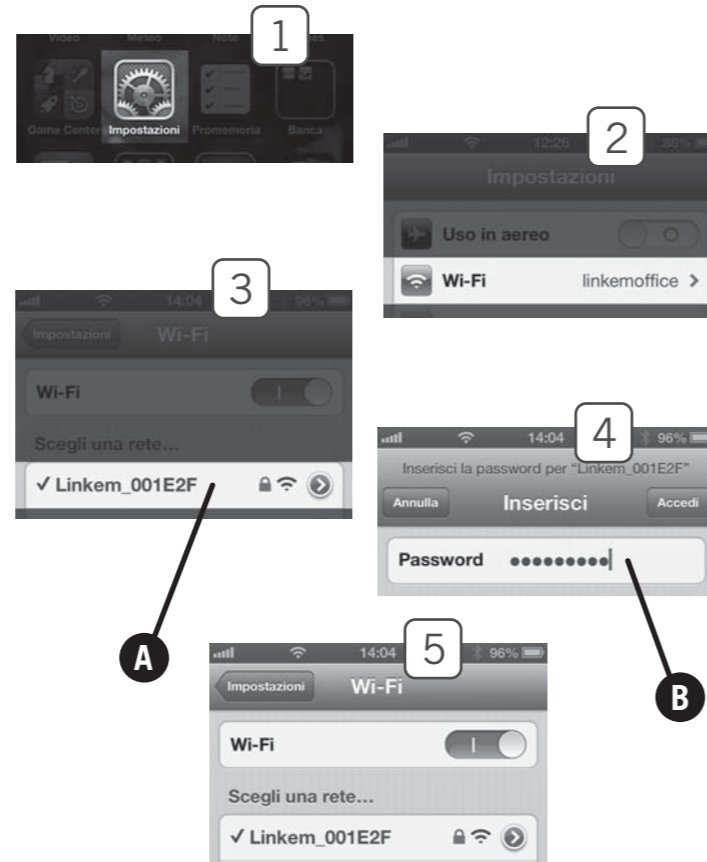 1
Video Meteo Note
Game Center Impostazioni Promemoria Banca
2
12:26 86%
Impostazioni
Uso in aereo
Wi-Fi linkemoffice
3
14:04 96%
Impostazioni Wi-Fi
Wi-Fi
Scegli una rete...
✓ Linkem_001E2F
A
4
14:04 96%
Inserisci la password per “Linkem_001E2F”
Annulla Inserisci Accedi
Password •••••••••
B
5
14:04 96%
Impostazioni Wi-Fi
Wi-Fi
Scegli una rete...
✓ Linkem_001E2F